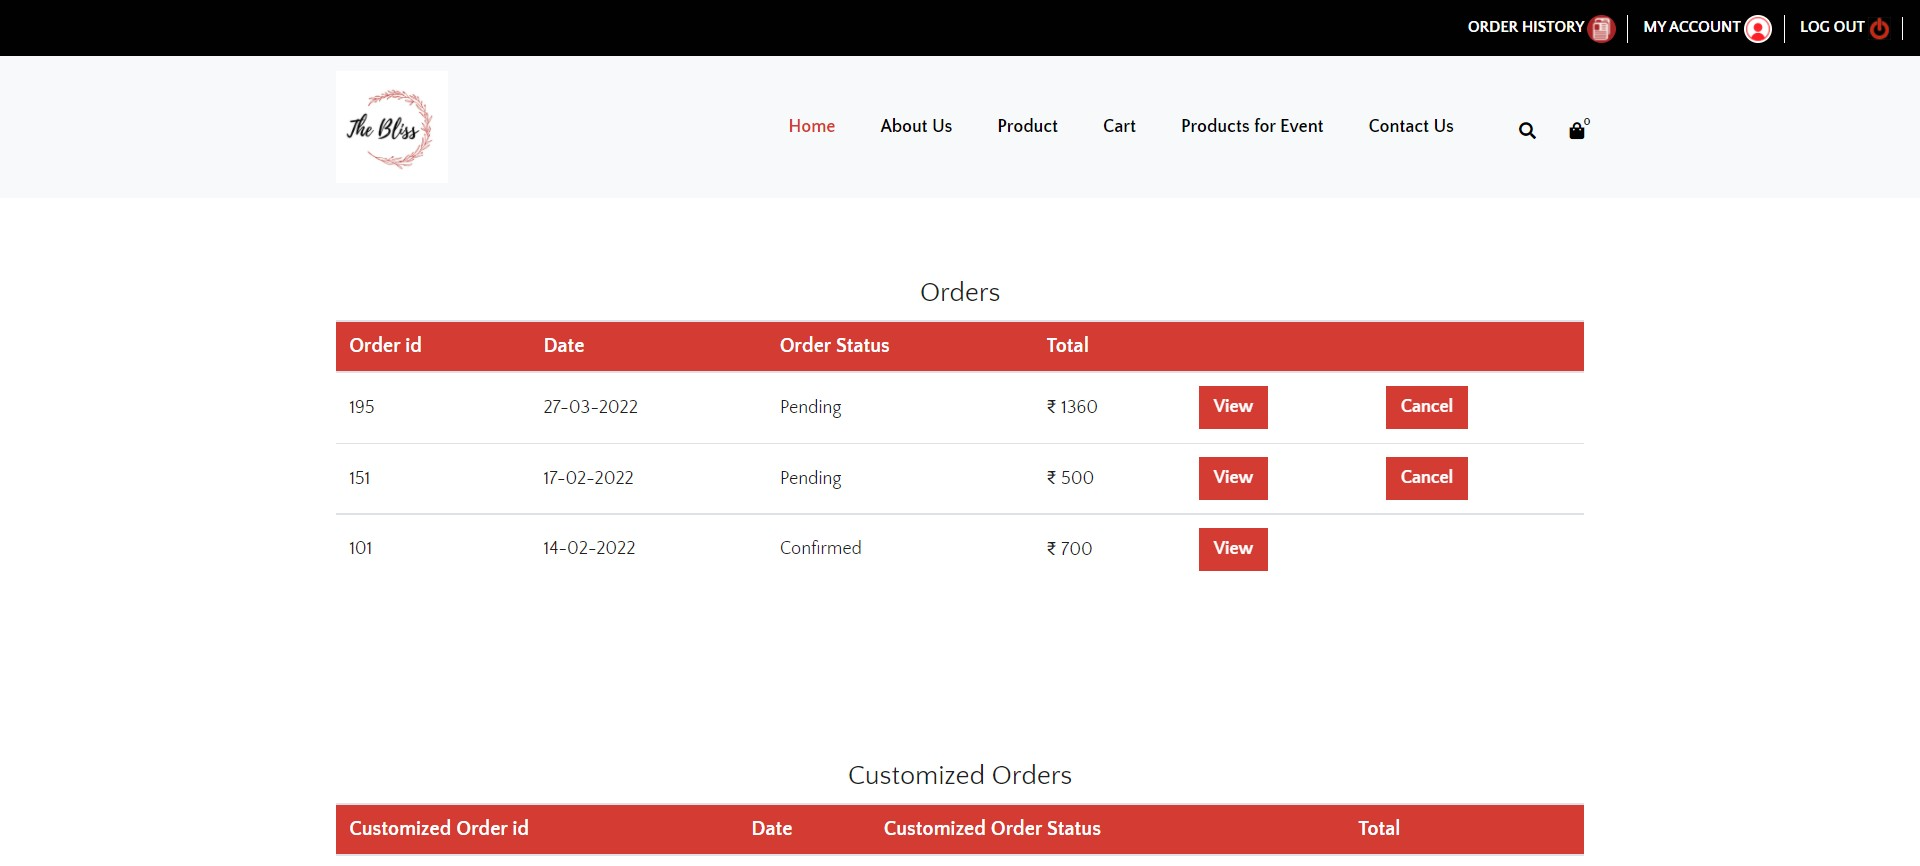 ORDER HISTORY MY ACCOUNT LOG OUT
The Bliss
Home About Us Product Cart Products for Event Contact Us 0
Orders
Order id Date Order Status Total
195 27-03-2022 Pending ₹ 1360 View Cancel
151 17-02-2022 Pending ₹ 500 View Cancel
101 14-02-2022 Confirmed ₹ 700 View
Customized Orders
Customized Order id Date Customized Order Status Total